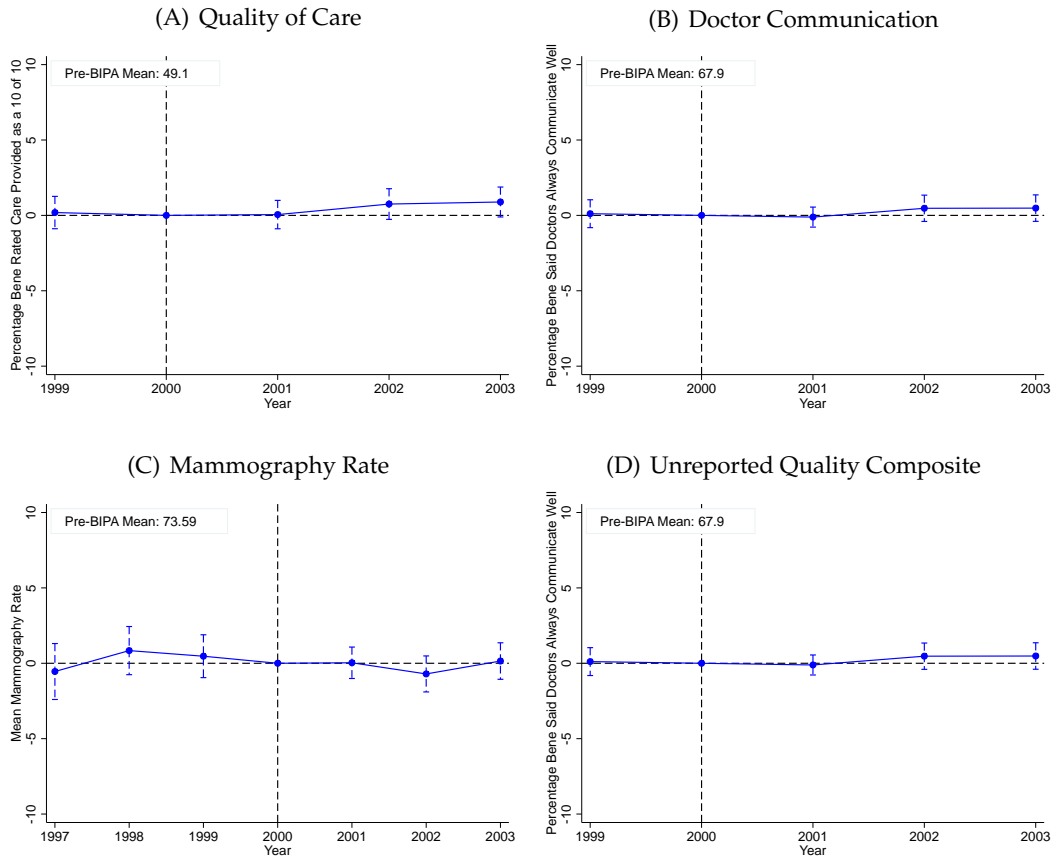 (A) Quality of Care
Percentage Bene Rated Care Provided as a 10 of 10
Pre-BIPA Mean: 49.1
10
5
0
-5
-10
1999 2000 2001 2002 2003
Year
(B) Doctor Communication
Percentage Bene Said Doctors Always Communicate Well
Pre-BIPA Mean: 67.9
10
5
0
-5
-10
1999 2000 2001 2002 2003
Year
(C) Mammography Rate
Mean Mammography Rate
Pre-BIPA Mean: 73.59
10
5
0
-5
-10
1997 1998 1999 2000 2001 2002 2003
Year
(D) Unreported Quality Composite
Percentage Bene Said Doctors Always Communicate Well
Pre-BIPA Mean: 67.9
10
5
0
-5
-10
1999 2000 2001 2002 2003
Year